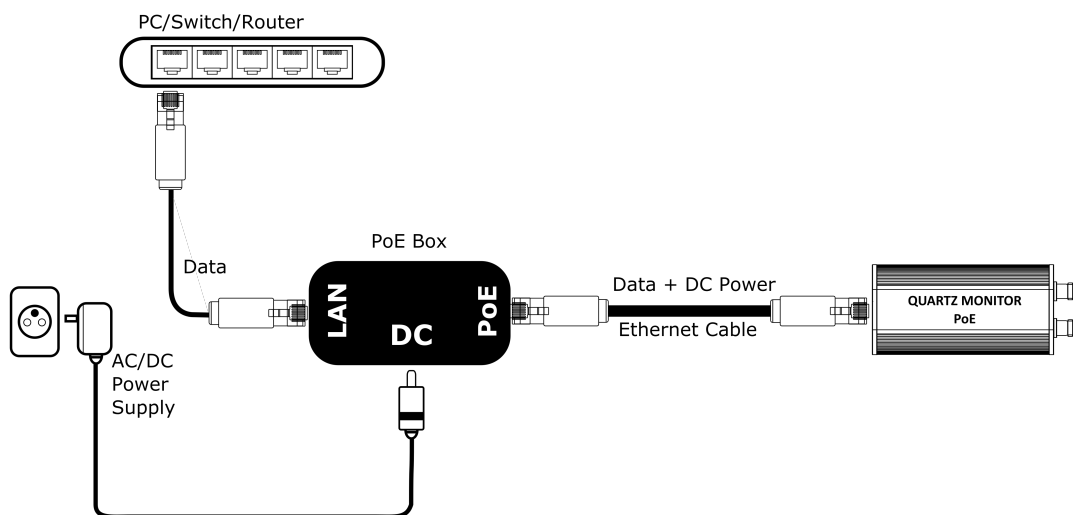 PC/Switch/Router
PoE Box
Data
LAN
DC
PoE
Data + DC Power
Ethernet Cable
QUARTZ MONITOR
PoE
AC/DC
Power
Supply